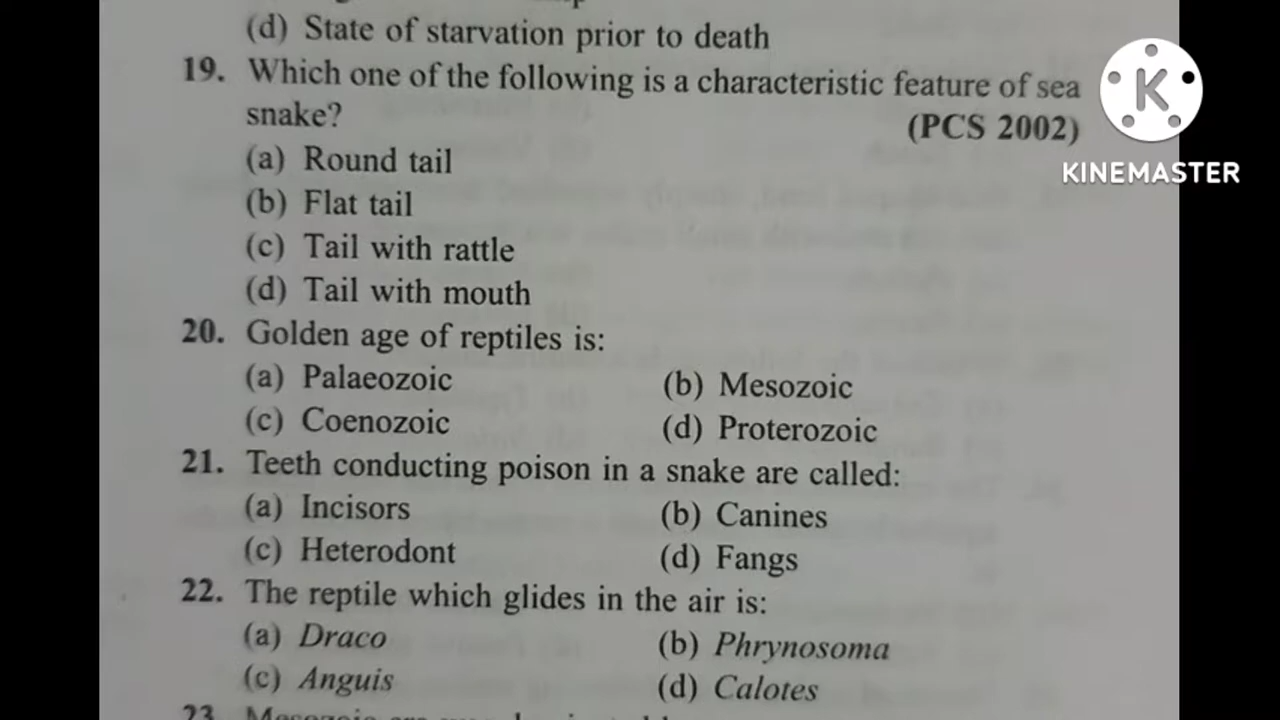 (d) State of starvation prior to death
19. Which one of the following is a characteristic feature of sea
snake? (PCS 2002)
(a) Round tail
(b) Flat tail
(c) Tail with rattle
(d) Tail with mouth
20. Golden age of reptiles is:
(a) Palaeozoic (b) Mesozoic
(c) Coenozoic (d) Proterozoic
21. Teeth conducting poison in a snake are called:
(a) Incisors (b) Canines
(c) Heterodont (d) Fangs
22. The reptile which glides in the air is:
(a) Draco (b) Phrynosoma
(c) Anguis (d) Calotes
23. Mesozoic
K
KINEMASTER